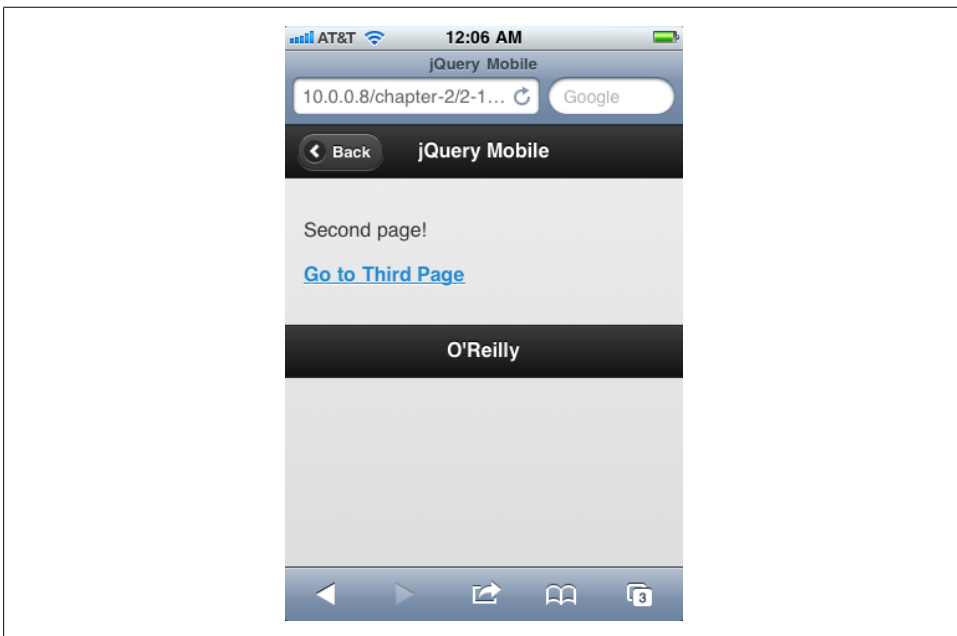 AT&T 12:06 AM
jQuery Mobile
10.0.0.8/chapter-2/2-1... Google
Back jQuery Mobile
Second page!
Go to Third Page
O'Reilly
3